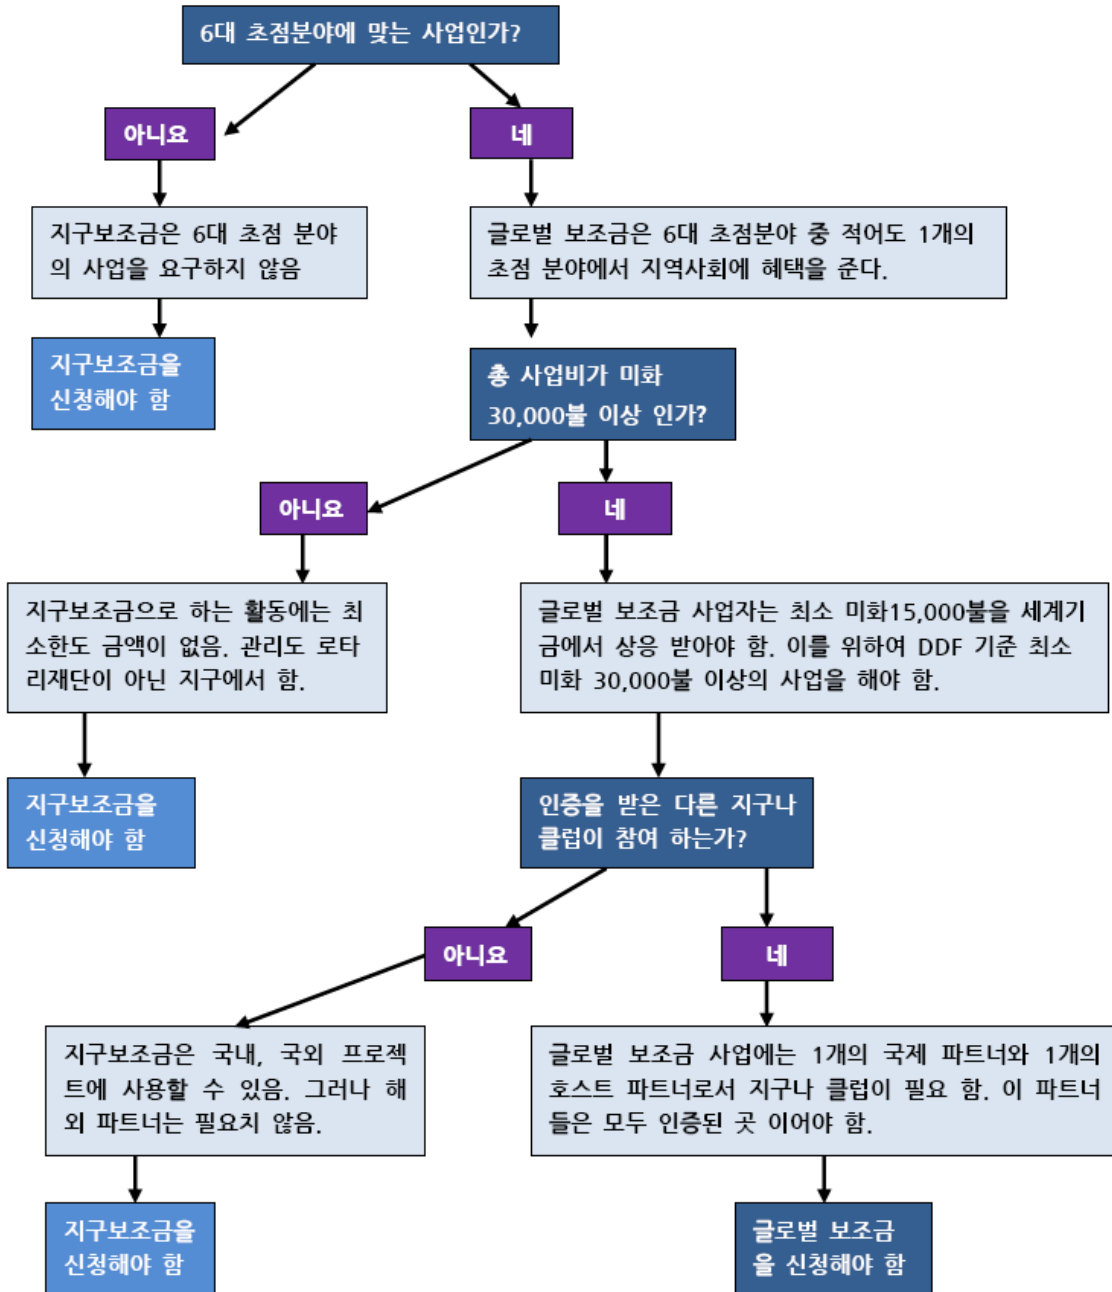 6대 초점분야에 맞는 사업인가?
아니요
네
지구보조금은 6대 초점 분야
의 사업을 요구하지 않음
글로벌 보조금은 6대 초점분야 중 적어도 1개의
초점 분야에서 지역사회에 혜택을 준다.
지구보조금을
신청해야 함
총 사업비가 미화
30,000불 이상 인가?
아니요
네
지구보조금으로 하는 활동에는 최
소한도 금액이 없음. 관리도 로타
리재단이 아닌 지구에서 함.
글로벌 보조금 사업자는 최소 미화15,000불을 세계기
금에서 상응 받아야 함. 이를 위하여 DDF 기준 최소
미화 30,000불 이상의 사업을 해야 함.
지구보조금을
신청해야 함
인증을 받은 다른 지구나
클럽이 참여 하는가?
아니요
네
지구보조금은 국내, 국외 프로젝
트에 사용할 수 있음. 그러나 해
외 파트너는 필요치 않음.
글로벌 보조금 사업에는 1개의 국제 파트너와 1개의
호스트 파트너로서 지구나 클럽이 필요 함. 이 파트너
들은 모두 인증된 곳 이어야 함.
지구보조금을
신청해야 함
글로벌 보조금
을 신청해야 함